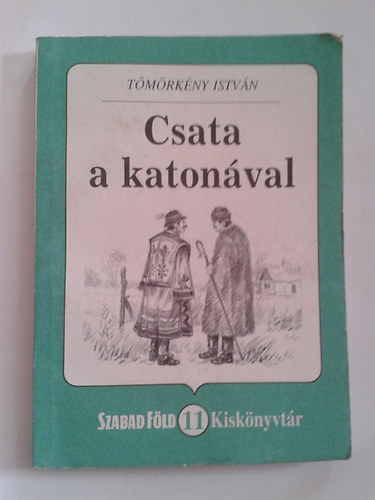 TÖMÖRKÉNY ISTVÁN
Csata
a katonával
SZABAD FÖLD 11 Kiskönyvtár